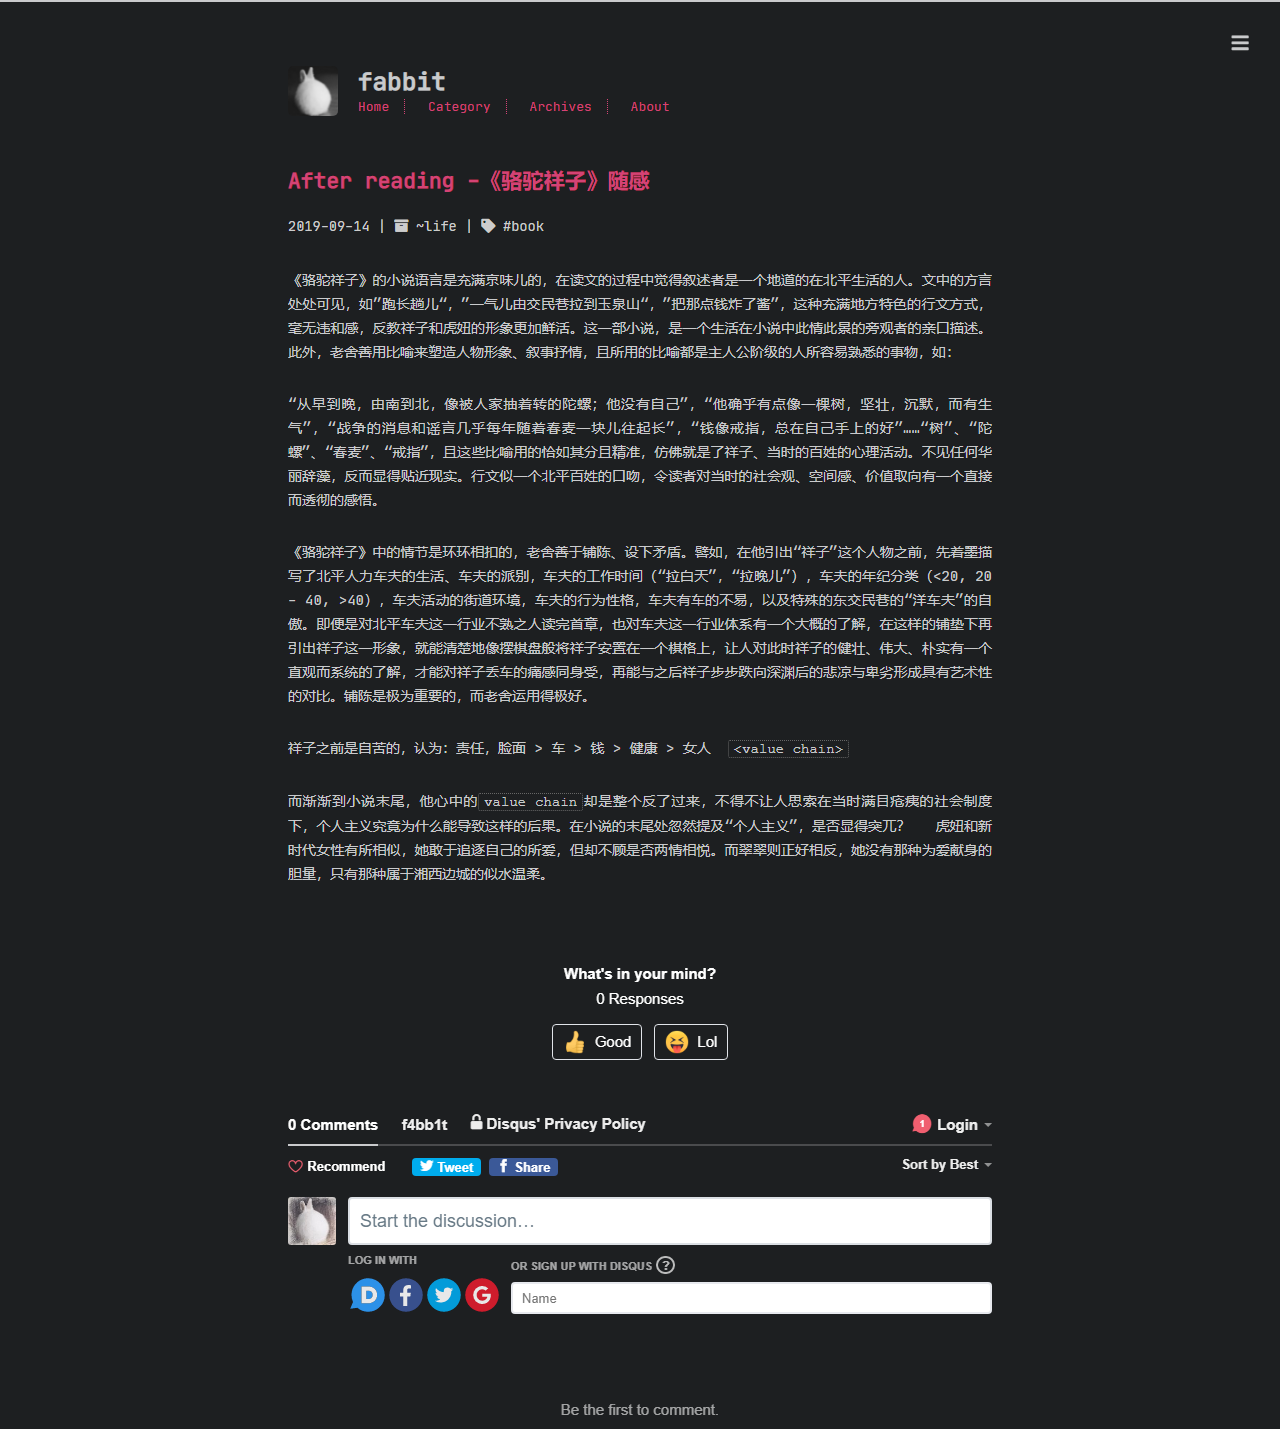 fabbit
Home Category Archives About
After reading -《骆驼祥子》随感
2019-09-14 | ~life | #book
《骆驼祥子》的小说语言是充满京味儿的，在读文的过程中觉得叙述者是一个地道的在北平生活的人。文中的方言
处处可见，如”跑长趟儿“，”一气儿由交民巷拉到玉泉山“，”把那点钱炸了酱”，这种充满地方特色的行文方式，
毫无违和感，反教祥子和虎妞的形象更加鲜活。这一部小说，是一个生活在小说中此情此景的旁观者的亲口描述。
此外，老舍善用比喻来塑造人物形象、叙事抒情，且所用的比喻都是主人公阶级的人所容易熟悉的事物，如：
“从早到晚，由南到北，像被人家抽着转的陀螺；他没有自己”，“他确乎有点像一棵树，坚壮，沉默，而有生
气”，“战争的消息和谣言几乎每年随着春麦一块儿往起长”，“钱像戒指，总在自己手上的好”……“树”、“陀
螺”、“春麦”、“戒指”，且这些比喻用的恰如其分且精准，仿佛就是了祥子、当时的百姓的心理活动。不见任何华
丽辞藻，反而显得贴近现实。行文似一个北平百姓的口吻，令读者对当时的社会观、空间感、价值取向有一个直接
而透彻的感悟。
《骆驼祥子》中的情节是环环相扣的，老舍善于铺陈、设下矛盾。譬如，在他引出“祥子”这个人物之前，先着墨描
写了北平人力车夫的生活、车夫的派别，车夫的工作时间（“拉白天”，“拉晚儿”），车夫的年纪分类（<20, 20
- 40, >40），车夫活动的街道环境，车夫的行为性格，车夫有车的不易，以及特殊的东交民巷的“洋车夫”的自
傲。即便是对北平车夫这一行业不熟之人读完首章，也对车夫这一行业体系有一个大概的了解，在这样的铺垫下再
引出祥子这一形象，就能清楚地像摆棋盘般将祥子安置在一个棋格上，让人对此时祥子的健壮、伟大、朴实有一个
直观而系统的了解，才能对祥子丢车的痛感同身受，再能与之后祥子步步跌向深渊后的悲凉与卑劣形成具有艺术性
的对比。铺陈是极为重要的，而老舍运用得极好。
祥子之前是自苦的，认为：责任，脸面 > 车 > 钱 > 健康 > 女人 <value chain>
而渐渐到小说末尾，他心中的value chain却是整个反了过来，不得不让人思索在当时满目疮痍的社会制度
下，个人主义究竟为什么能导致这样的后果。在小说的末尾处忽然提及“个人主义”，是否显得突兀？ 虎妞和新
时代女性有所相似，她敢于追逐自己的所爱，但却不顾是否两情相悦。而翠翠则正好相反，她没有那种为爱献身的
胆量，只有那种属于湘西边城的似水温柔。
What's in your mind?
0 Responses
Good Lol
0 Comments f4bb1t Disqus' Privacy Policy 1 Login
Recommend Tweet Share Sort by Best
Start the discussion…
LOG IN WITH
OR SIGN UP WITH DISQUS ?
Name
Be the first to comment.